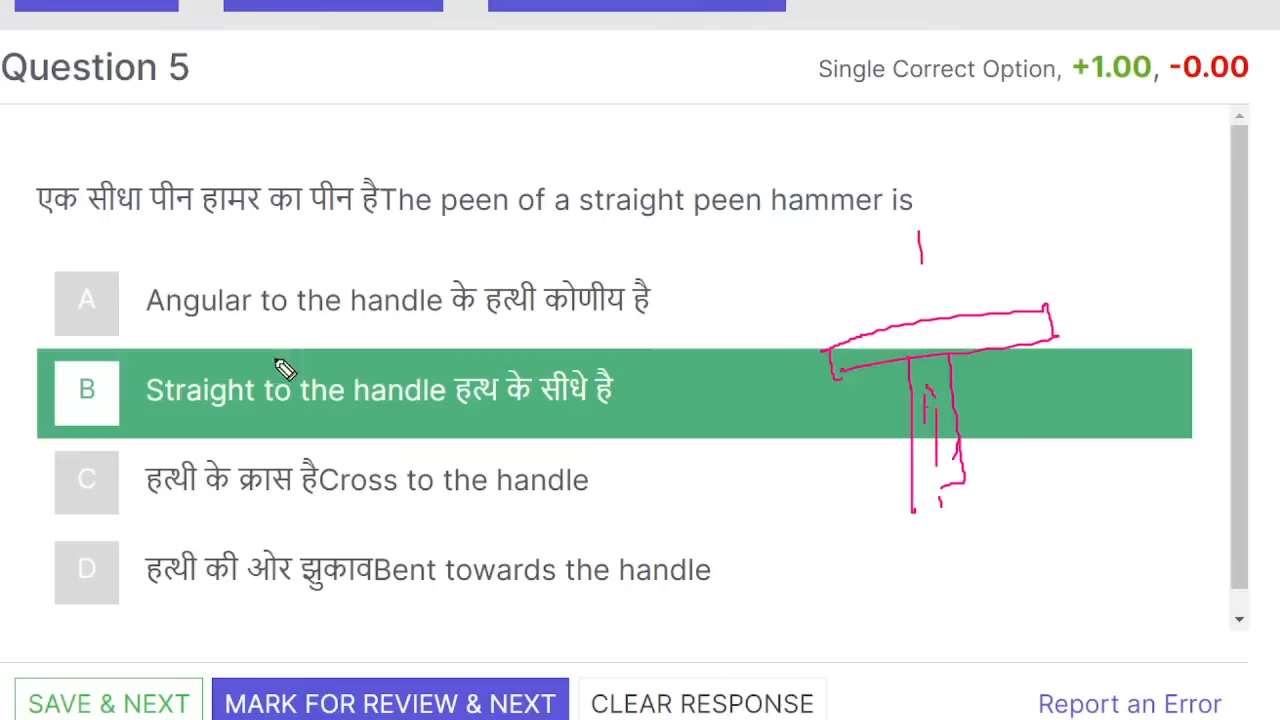 Question 5
Single Correct Option, +1.00, -0.00
एक सीधा पीन हामर का पीन हैThe peen of a straight peen hammer is
A
Angular to the handle के हत्थी कोणीय है
B
Straight to the handle हत्थ के सीधे है
C
हत्थी के क्रास हैCross to the handle
D
हत्थी की ओर झुकावBent towards the handle
SAVE & NEXT
MARK FOR REVIEW & NEXT
CLEAR RESPONSE
Report an Error